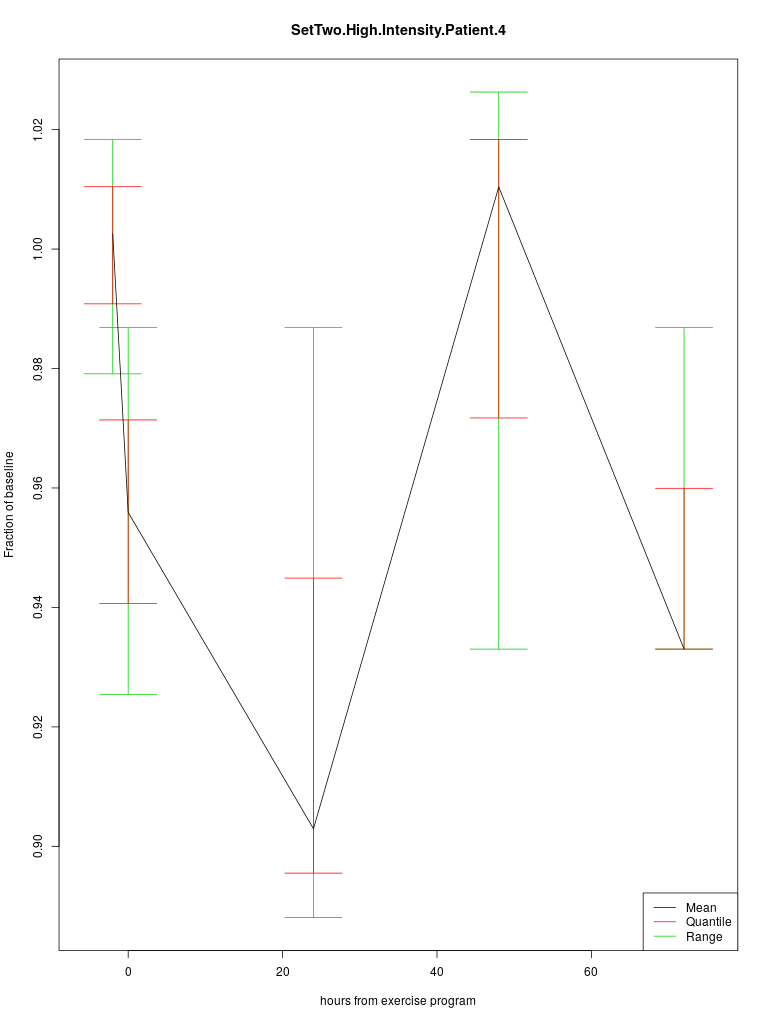 SetTwo.High.Intensity.Patient.4
1.02
1.00
0.98
0.96
0.94
0.92
0.90
Fraction of baseline
0
20
40
60
hours from exercise program
Mean
Quantile
Range